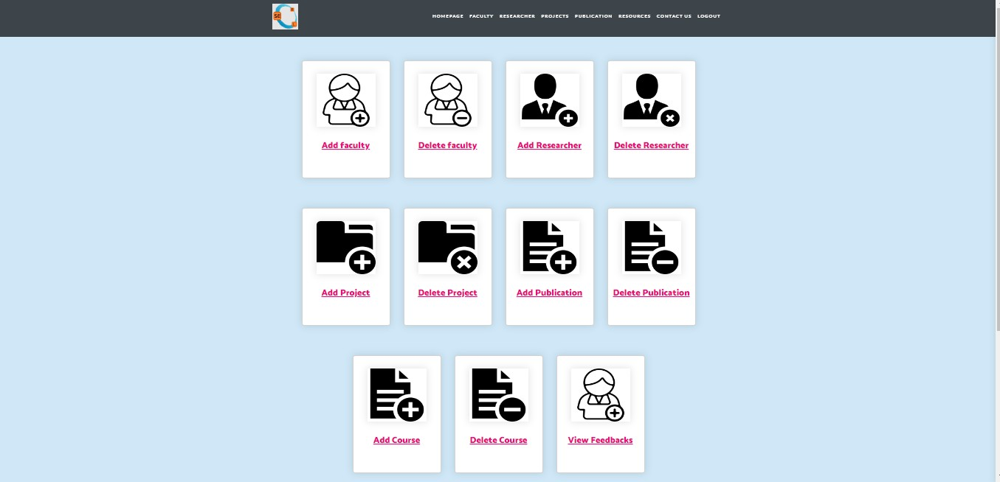 SE
HOMEPAGE FACULTY RESEARCHER PROJECTS PUBLICATION RESOURCES CONTACT US LOGOUT
Add faculty
Delete faculty
Add Researcher
Delete Researcher
Add Project
Delete Project
Add Publication
Delete Publication
Add Course
Delete Course
View Feedbacks